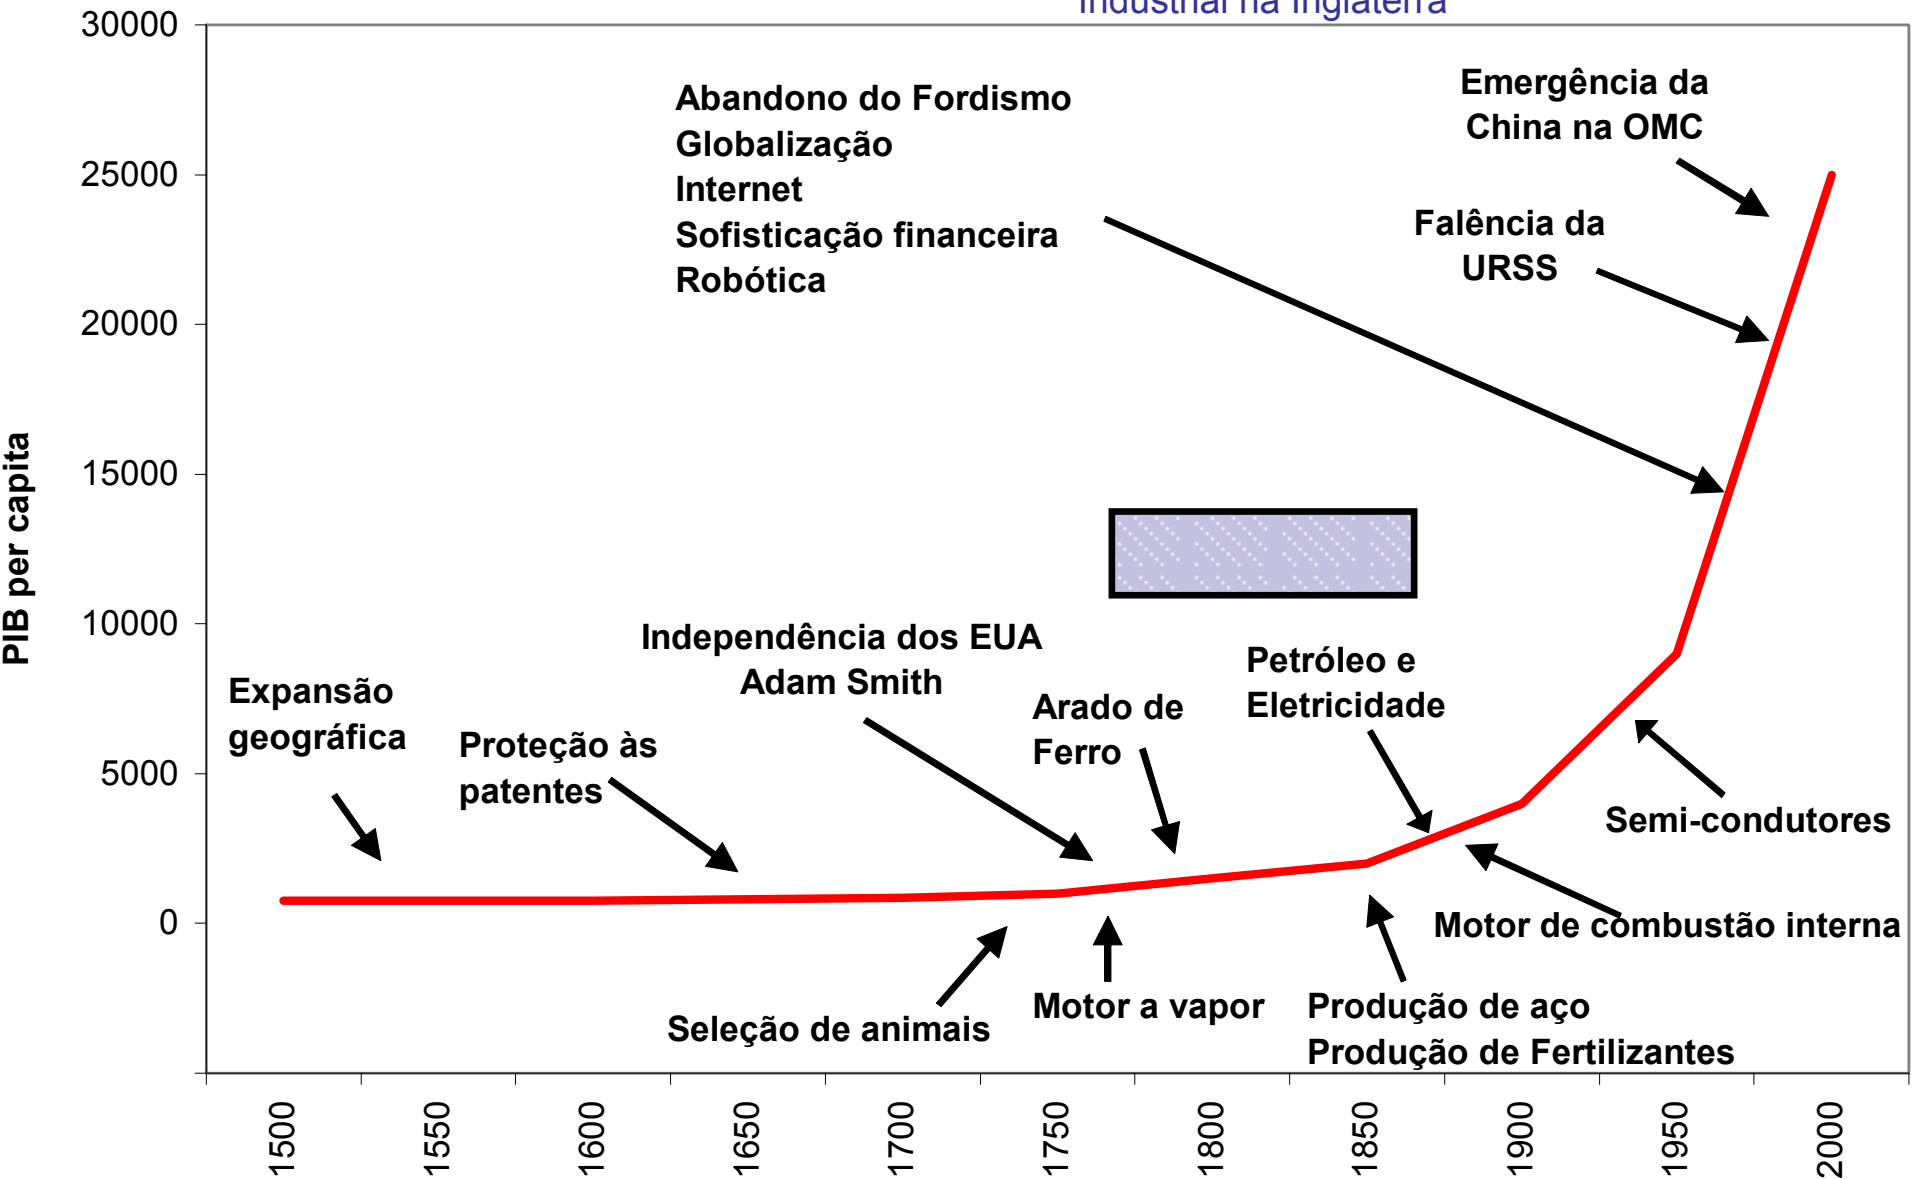 Industrial na Inglaterra
30000
25000
20000
15000
10000
5000
0
PIB per capita
Abandono do Fordismo
Globalização
Internet
Sofisticação financeira
Robótica
Emergência da
China na OMC
Falência da
URSS
Independência dos EUA
Adam Smith
Expansão
geográfica
Proteção às
patentes
Arado de
Ferro
Petróleo e
Eletricidade
Semi-condutores
Motor de combustão interna
Seleção de animais
Motor a vapor
Produção de aço
Produção de Fertilizantes
1500
1550
1600
1650
1700
1750
1800
1850
1900
1950
2000